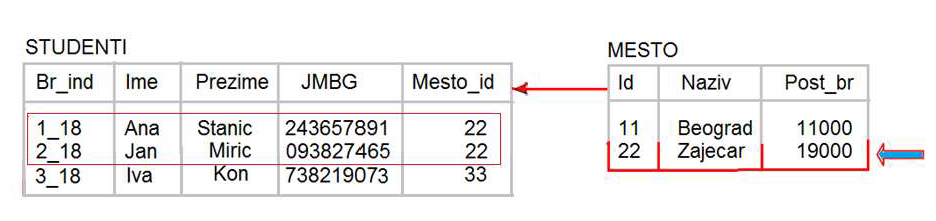 STUDENTI
Br_ind Ime Prezime JMBG Mesto_id
1_18 Ana Stanic 243657891 22
2_18 Jan Miric 093827465 22
3_18 Iva Kon 738219073 33
MESTO
Id Naziv Post_br
11 Beograd 11000
22 Zajecar 19000